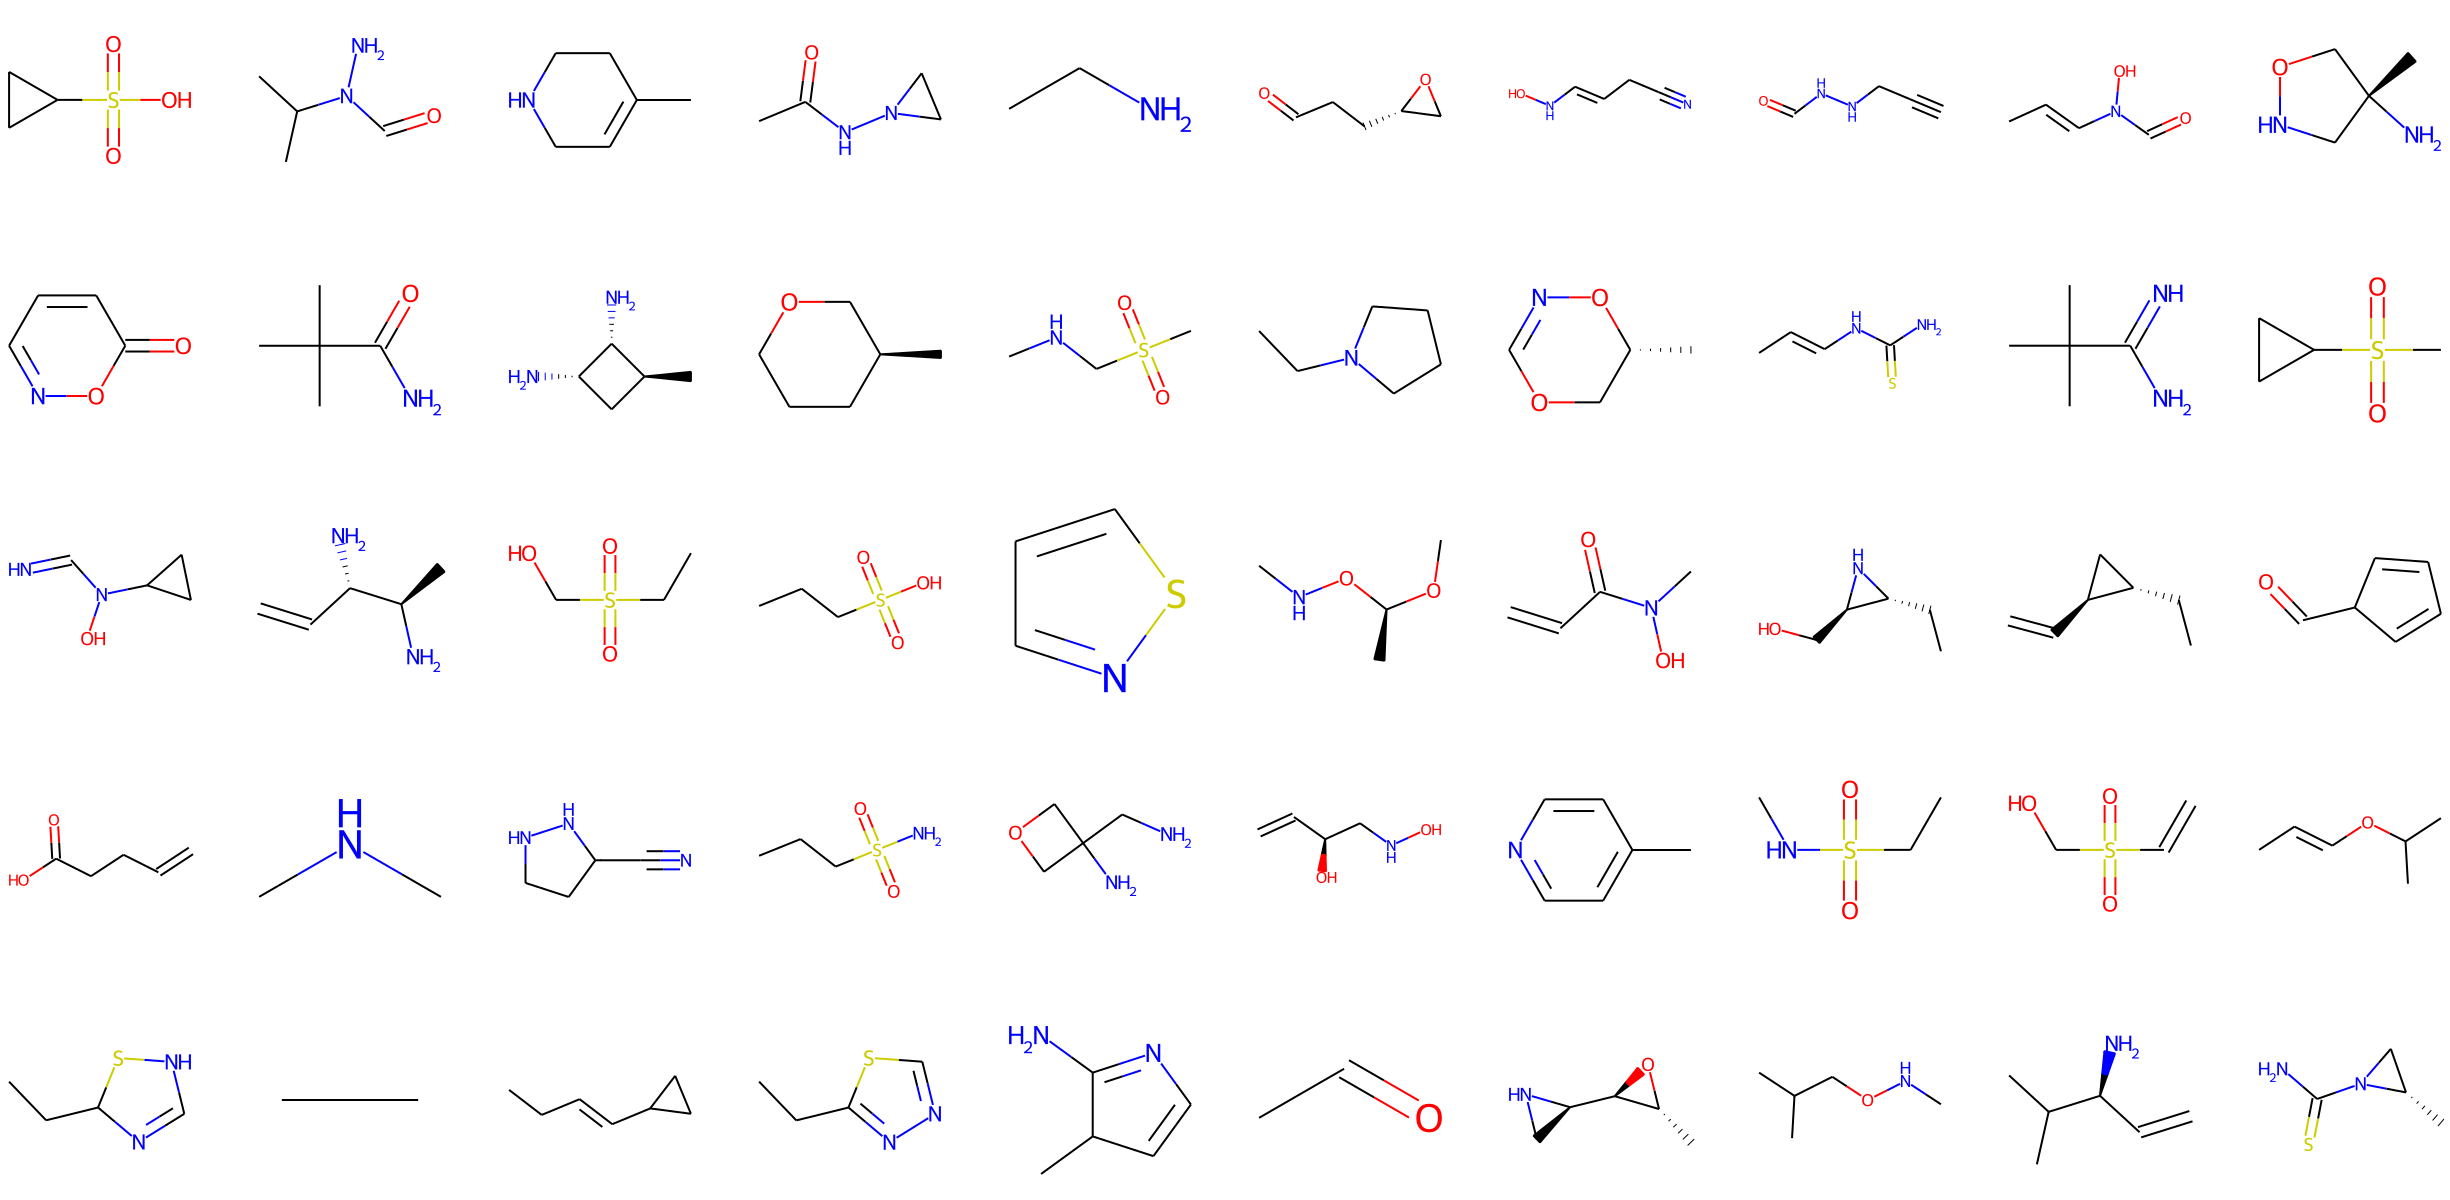 O S OH O
NH2 N O
HN
O N H N
NH2
O O
HO N H N
O H N N H
OH N O
O HN NH2
O N O
O NH2
NH2 H2N
O
H N O S O
N
N O O
H N NH2 S
NH NH2
O S O
HN N OH
NH2 NH2
HO O S O
O S OH O
S N
N H O O
O N OH
H N HO
O
O HO
H N
HN H N N
O S NH2 O
O NH2 NH2
OH N H OH
N
O HN S O
HO O S O
O
S NH N
S N N
H2N N
O
HN O
O H N
NH2
H2N N S